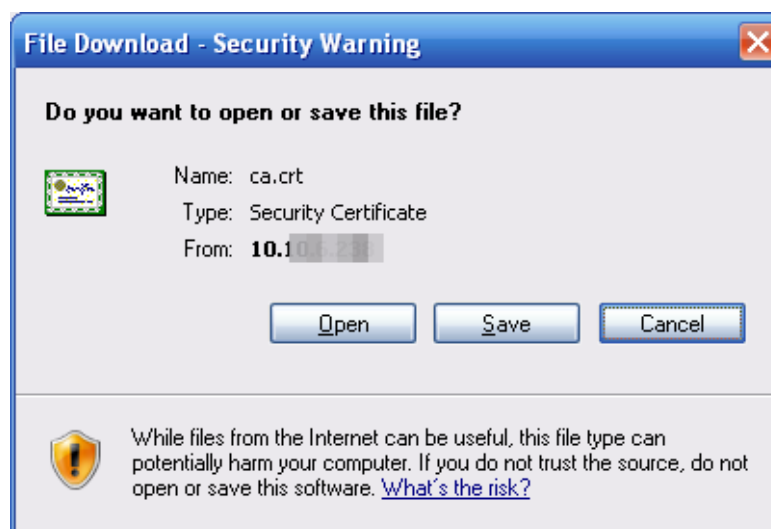 File Download - Security Warning
Do you want to open or save this file?
Name: ca.crt
Type: Security Certificate
From: 10.1
Open
Save
Cancel
While files from the Internet can be useful, this file type can
potentially harm your computer. If you do not trust the source, do not
open or save this software. What's the risk?